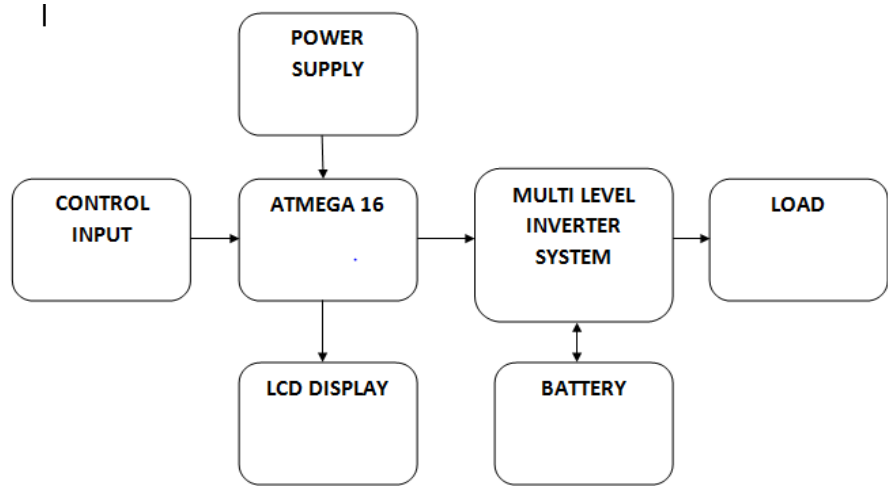 POWER
SUPPLY
CONTROL
INPUT
ATMEGA 16
MULTI LEVEL
INVERTER
SYSTEM
LOAD
LCD DISPLAY
BATTERY